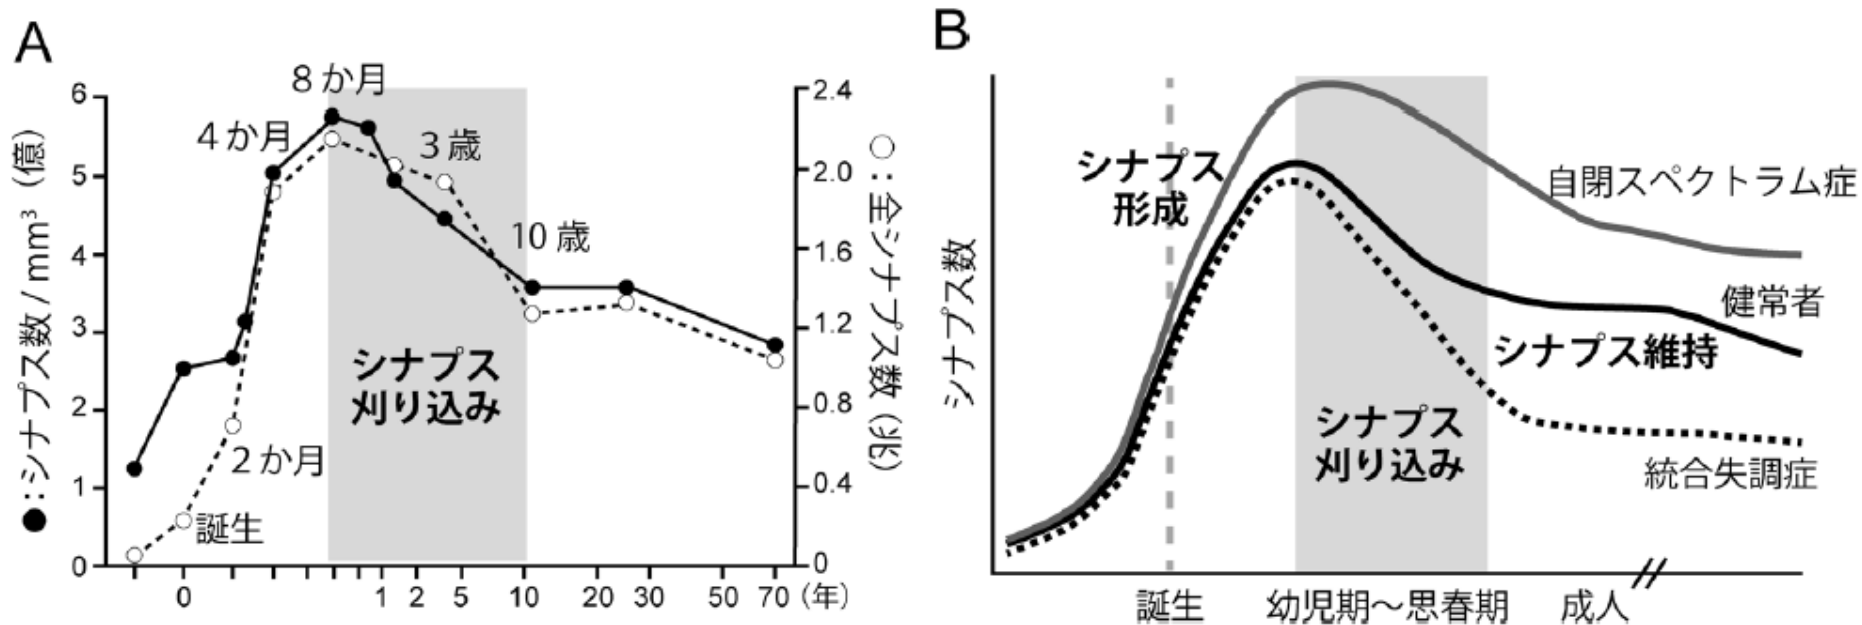 A
●：シナプス数 / mm³（億）
6
5
4
3
2
1
0
8か月
4か月
3歳
10歳
2か月
誕生
シナプス
刈り込み
0
1
2
5
10
20
30
50
70
（年）
2.4
2.0
1.6
1.2
0.8
0.4
0
○：全シナプス数（兆）
B
シナプス数
シナプス
形成
自閉スペクトラム症
健常者
シナプス維持
シナプス
刈り込み
統合失調症
誕生
幼児期～思春期
成人